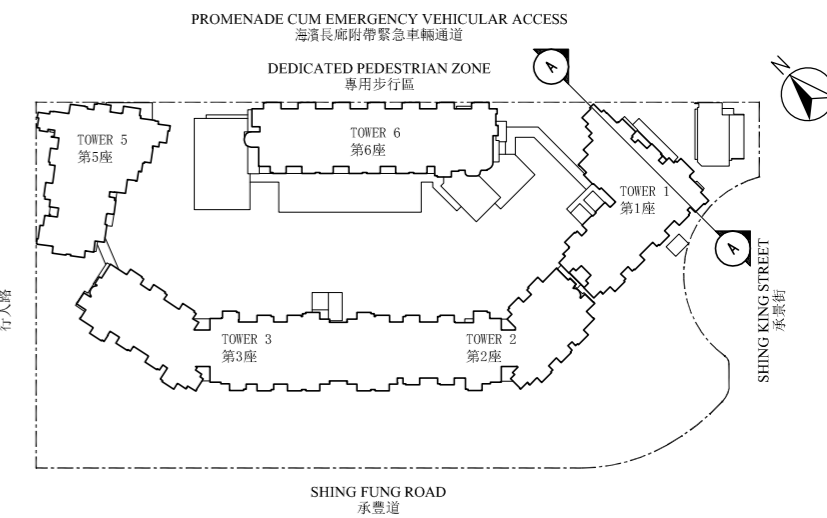 PROMENADE CUM EMERGENCY VEHICULAR ACCESS
海濱長廊附帶緊急車輛通道
DEDICATED PEDESTRIAN ZONE
專用步行區
A
N
TOWER 5
第5座
TOWER 6
第6座
TOWER 1
第1座
A
SHING KING STREET
承景街
行人路
TOWER 3
第3座
TOWER 2
第2座
SHING FUNG ROAD
承豐道